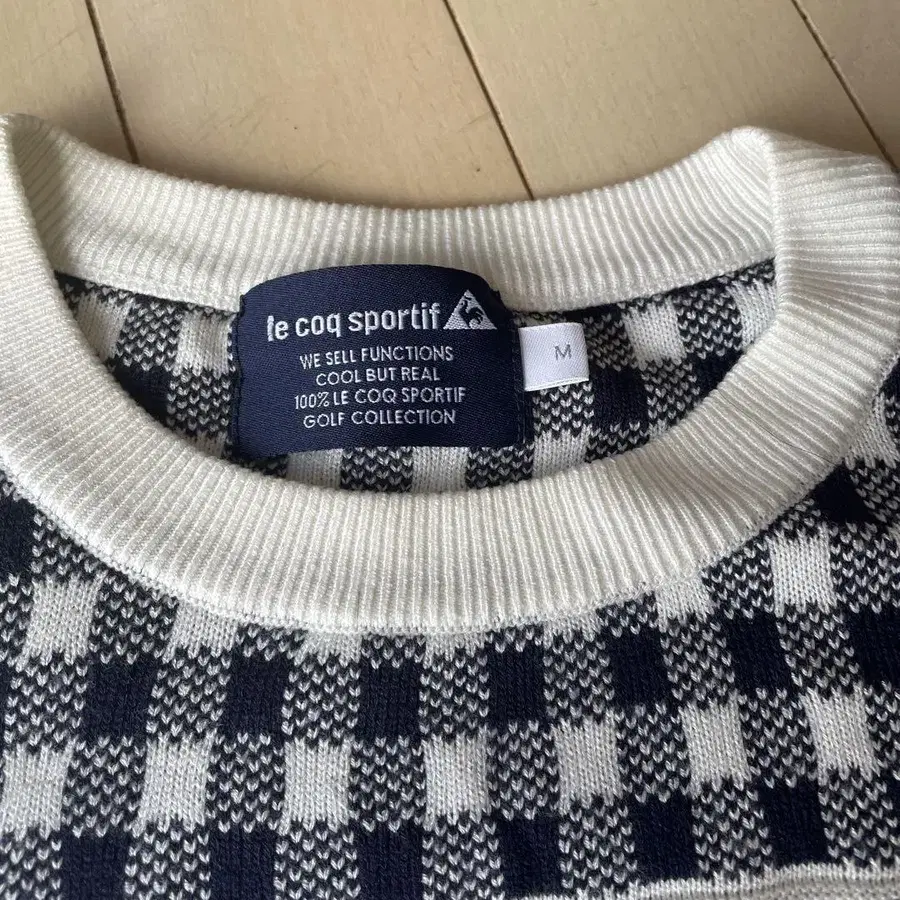 le coq sportif
WE SELL FUNCTIONS
COOL BUT REAL
100% LE COQ SPORTIF
GOLF COLLECTION
M